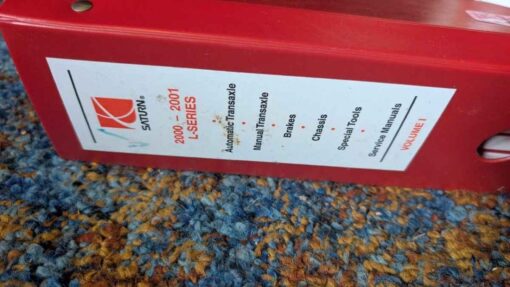 SATURN®
2000 – 2001
L-SERIES
Automatic Transaxle
•
Manual Transaxle
•
Brakes
•
Chassis
•
Special Tools
•
Service Manuals
VOLUME I